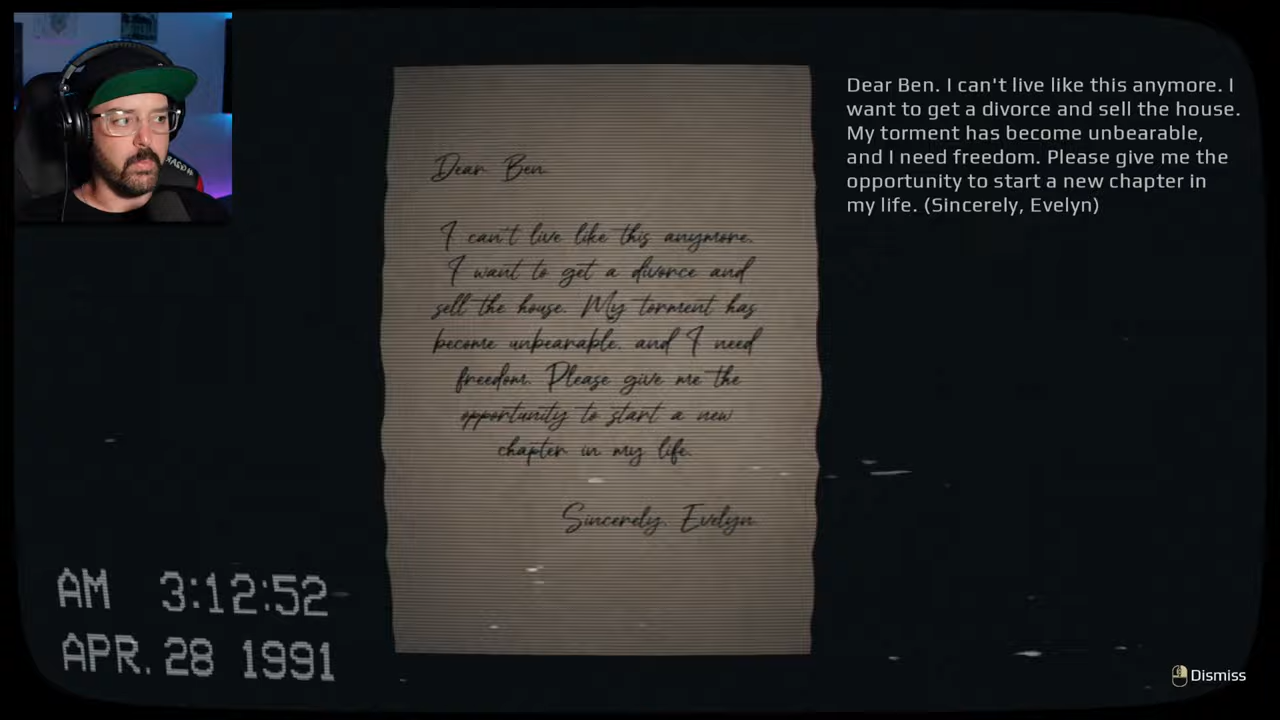 Dear Ben.
I can't live like this anymore.
I want to get a divorce and
sell the house. My torment has
become unbearable, and I need
freedom. Please give me the
opportunity to start a new
chapter in my life.
Sincerely, Evelyn.
Dear Ben. I can't live like this anymore. I
want to get a divorce and sell the house.
My torment has become unbearable,
and I need freedom. Please give me the
opportunity to start a new chapter in
my life. (Sincerely, Evelyn)
AM 3:12:52
APR. 28 1991
Dismiss